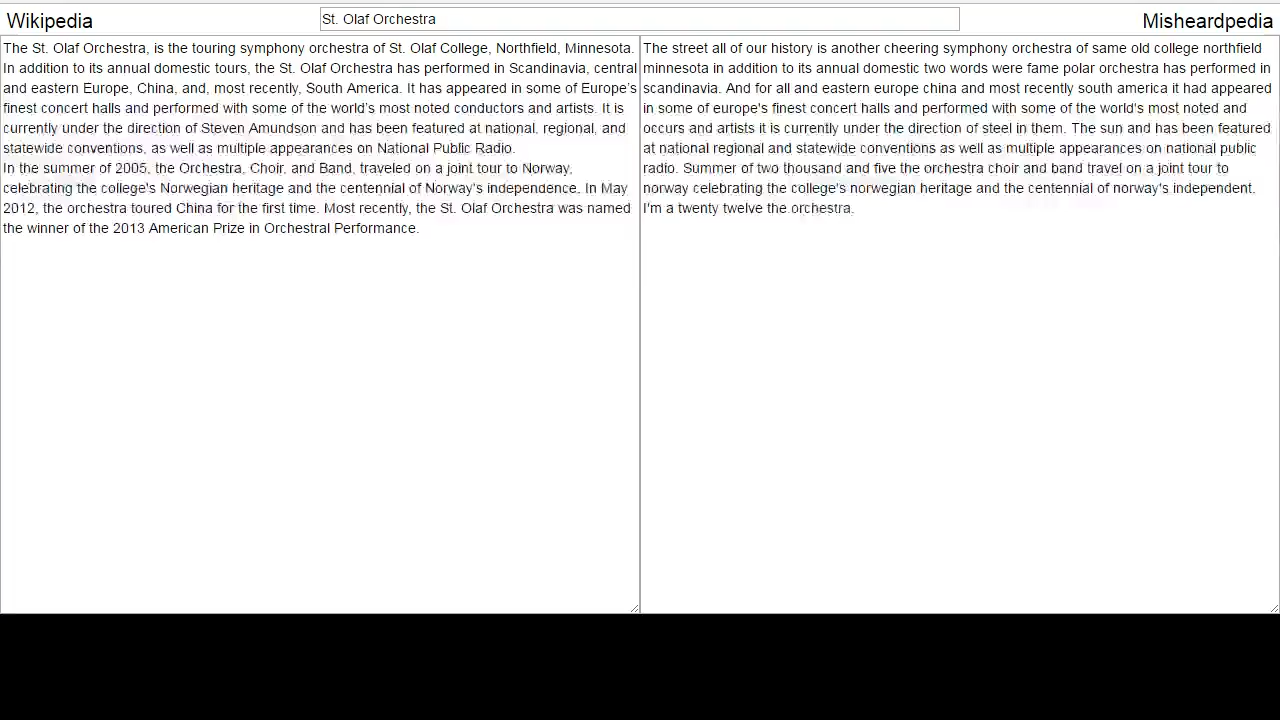 Wikipedia
St. Olaf Orchestra
Misheardpedia
The St. Olaf Orchestra, is the touring symphony orchestra of St. Olaf College, Northfield, Minnesota.
In addition to its annual domestic tours, the St. Olaf Orchestra has performed in Scandinavia, central
and eastern Europe, China, and, most recently, South America. It has appeared in some of Europe's
finest concert halls and performed with some of the world's most noted conductors and artists. It is
currently under the direction of Steven Amundson and has been featured at national, regional, and
statewide conventions, as well as multiple appearances on National Public Radio.
In the summer of 2005, the Orchestra, Choir, and Band, traveled on a joint tour to Norway,
celebrating the college's Norwegian heritage and the centennial of Norway's independence. In May
2012, the orchestra toured China for the first time. Most recently, the St. Olaf Orchestra was named
the winner of the 2013 American Prize in Orchestral Performance.
The street all of our history is another cheering symphony orchestra of same old college northfield
minnesota in addition to its annual domestic two words were fame polar orchestra has performed in
scandinavia. And for all and eastern europe china and most recently south america it had appeared
in some of europe's finest concert halls and performed with some of the world's most noted and
occurs and artists it is currently under the direction of steel in them. The sun and has been featured
at national regional and statewide conventions as well as multiple appearances on national public
radio. Summer of two thousand and five the orchestra choir and band travel on a joint tour to
norway celebrating the college's norwegian heritage and the centennial of norway's independent.
I'm a twenty twelve the orchestra.